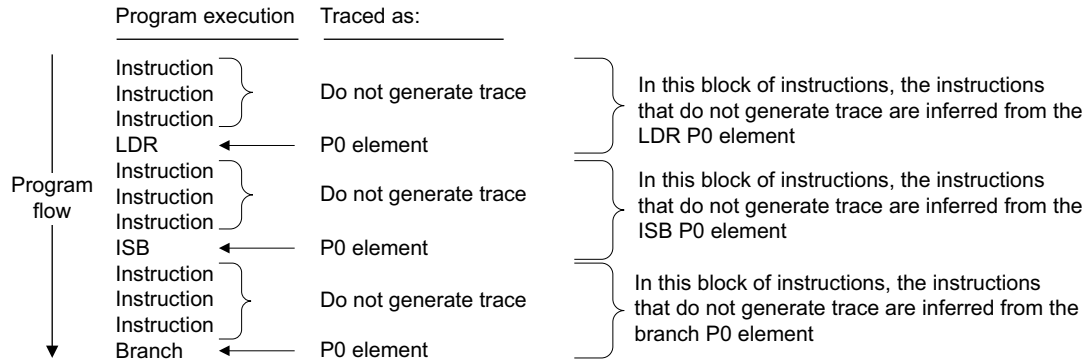 Program execution Traced as:
Instruction
Instruction
Instruction
Do not generate trace
In this block of instructions, the instructions
that do not generate trace are inferred from the
LDR P0 element
LDR
P0 element
Program
flow
Instruction
Instruction
Instruction
Do not generate trace
In this block of instructions, the instructions
that do not generate trace are inferred from the
ISB P0 element
ISB
P0 element
Instruction
Instruction
Instruction
Do not generate trace
In this block of instructions, the instructions
that do not generate trace are inferred from the
branch P0 element
Branch
P0 element